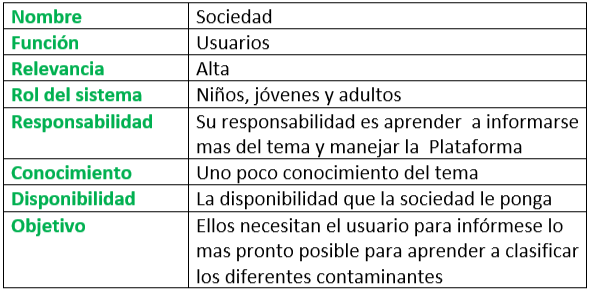 Nombre Sociedad
Función Usuarios
Relevancia Alta
Rol del sistema Niños, jóvenes y adultos
Responsabilidad Su responsabilidad es aprender a informarse
mas del tema y manejar la Plataforma
Conocimiento Uno poco conocimiento del tema
Disponibilidad La disponibilidad que la sociedad le ponga
Objetivo Ellos necesitan el usuario para infórmese lo
mas pronto posible para aprender a clasificar
los diferentes contaminantes